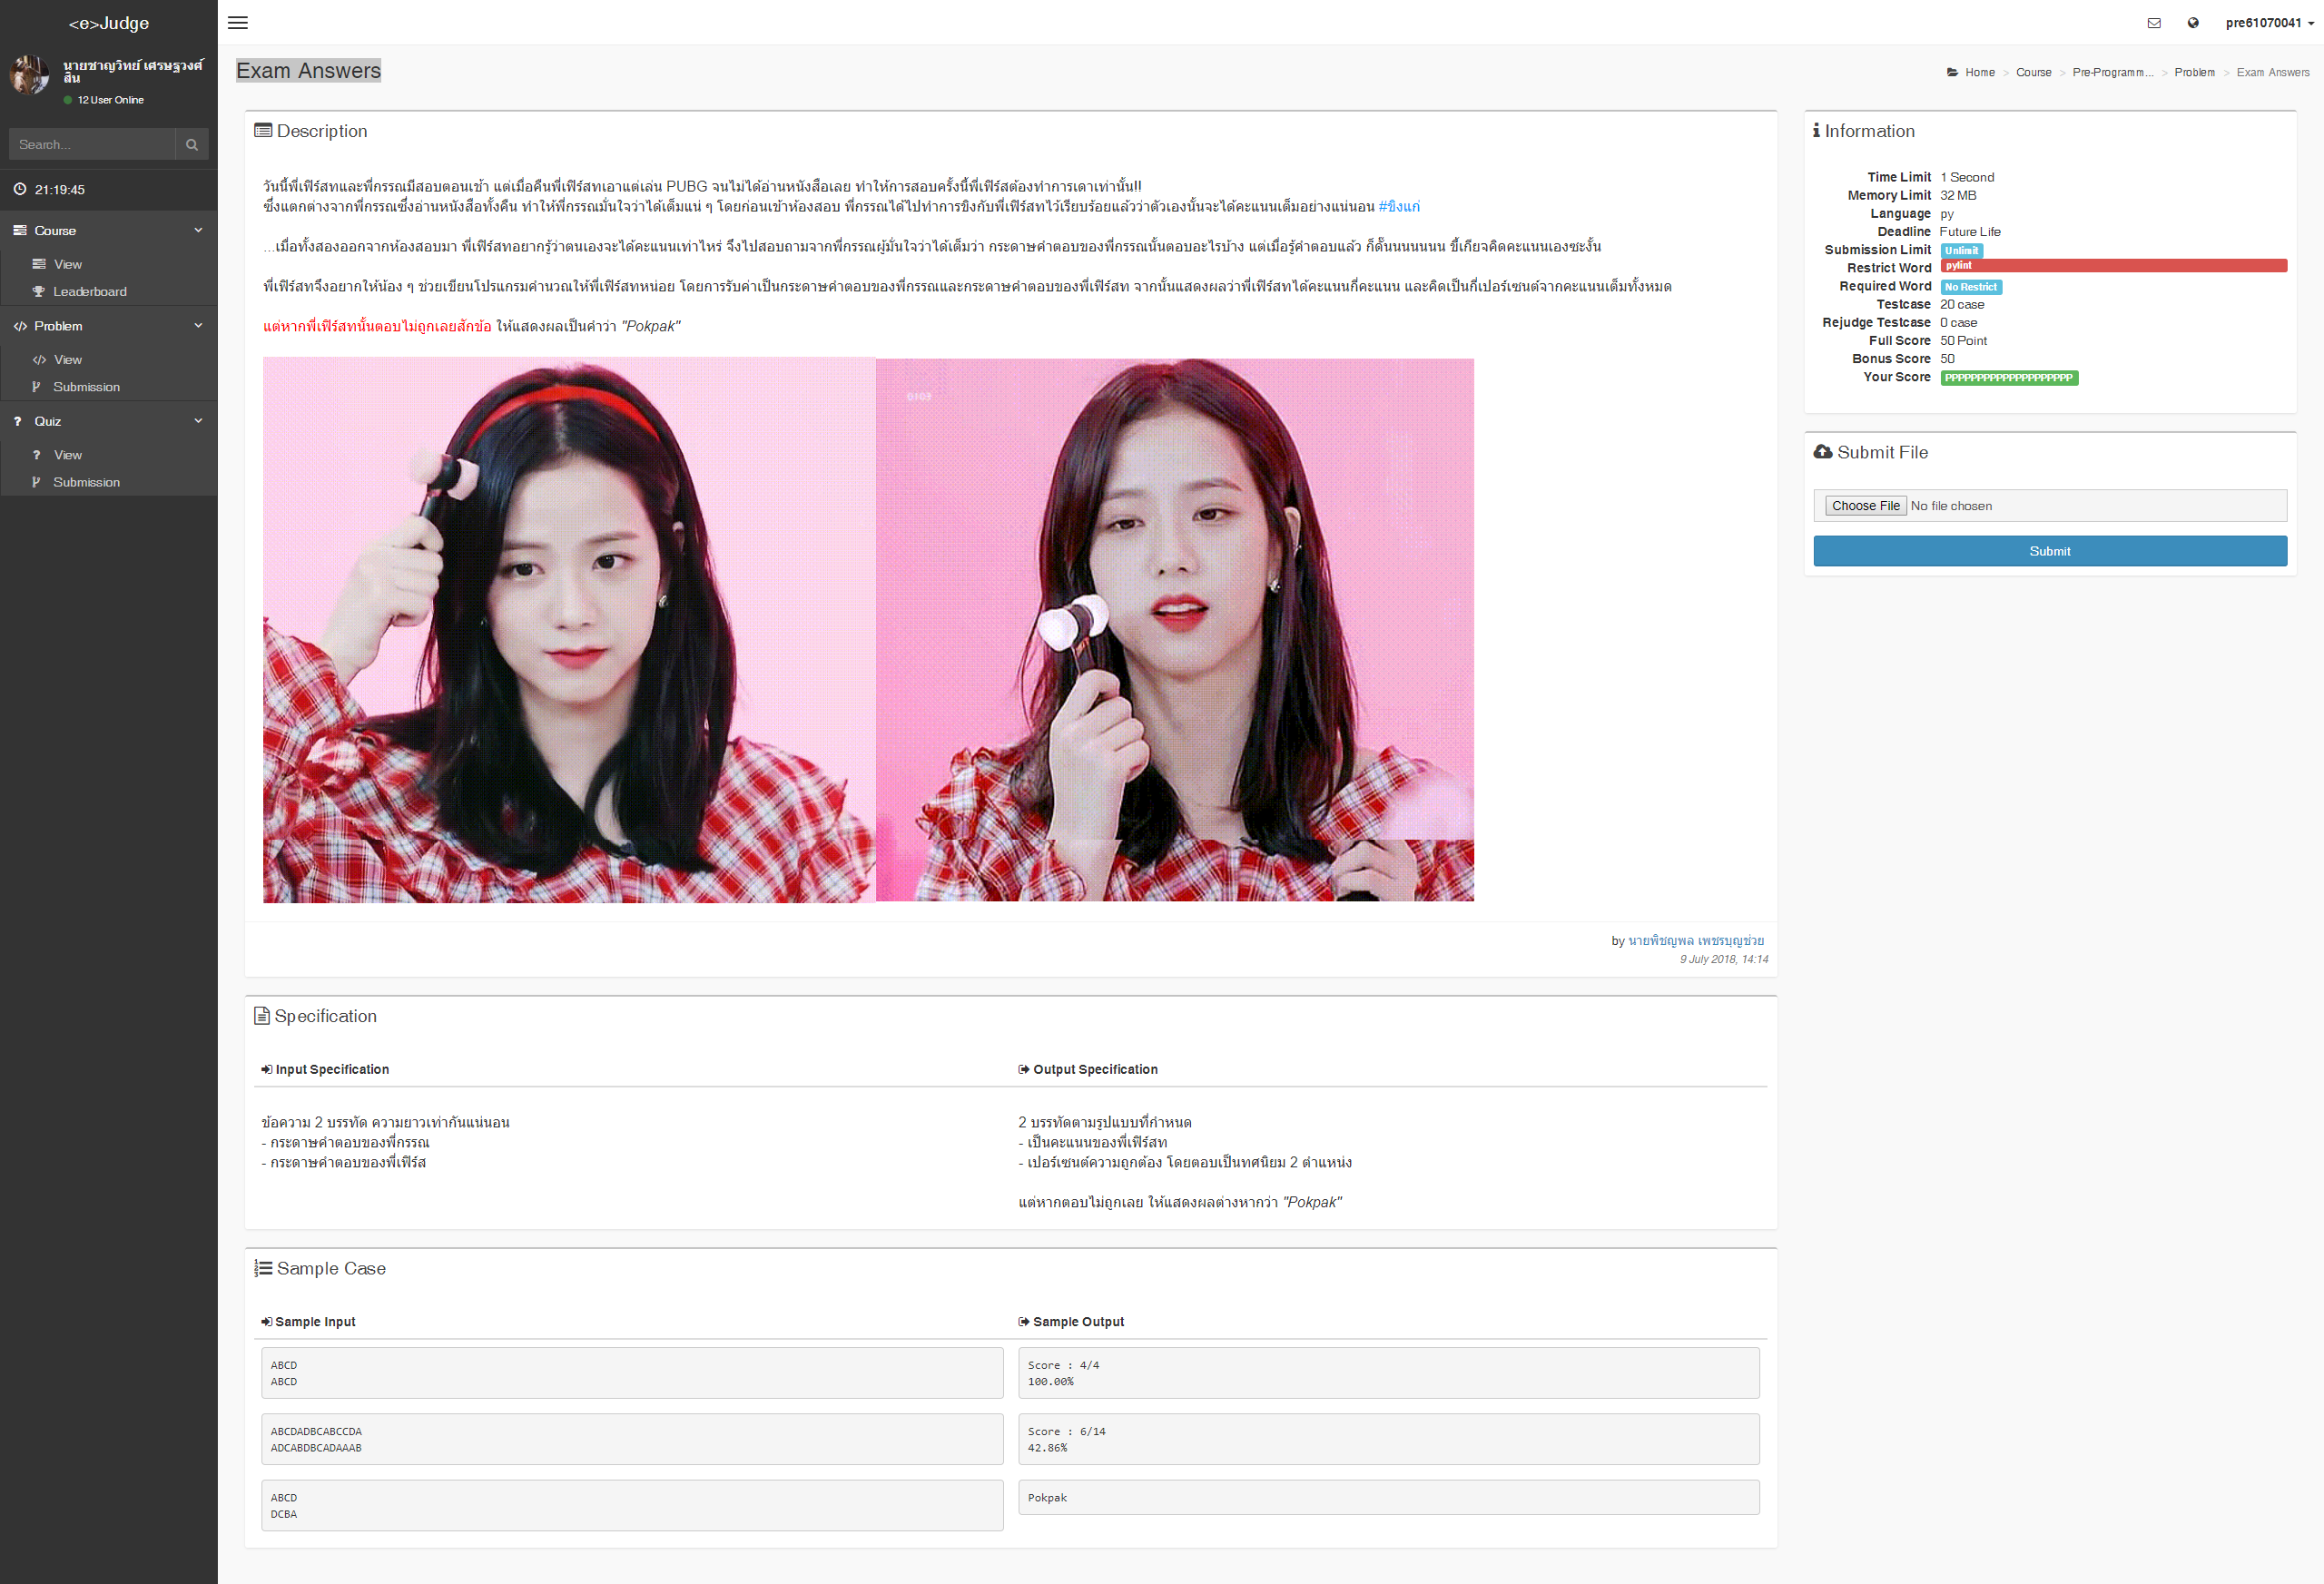 <e>Judge
pre61070041
นายชาญวิทย์ เศรษฐวงศ์
สิน
12 User Online
Search...
21:19:45
Course
View
Leaderboard
Problem
View
Submission
Quiz
View
Submission
Exam Answers
Home > Course > Pre-Programm... > Problem > Exam Answers
Description
วันนี้พี่เฟิร์สทและพี่กรรณมีสอบตอนเช้า แต่เมื่อคืนพี่เฟิร์สทเอาแต่เล่น PUBG จนไม่ได้อ่านหนังสือเลย ทำให้การสอบครั้งนี้พี่เฟิร์สต้องทำการเดาเท่านั้น!!
ซึ่งแตกต่างจากพี่กรรณซึ่งอ่านหนังสือทั้งคืน ทำให้พี่กรรณมั่นใจว่าได้เต็มแน่ ๆ โดยก่อนเข้าห้องสอบ พี่กรรณได้ไปทำการขิงกับพี่เฟิร์สทไว้เรียบร้อยแล้วว่าตัวเองนั้นจะได้คะแนนเต็มอย่างแน่นอน #ขิงแก่
...เมื่อทั้งสองออกจากห้องสอบมา พี่เฟิร์สทอยากรู้ว่าตนเองจะได้คะแนนเท่าไหร่ จึงไปสอบถามจากพี่กรรณผู้มั่นใจว่าได้เต็มว่า กระดาษคำตอบของพี่กรรณนั้นตอบอะไรบ้าง แต่เมื่อรู้คำตอบแล้ว ก็ดั๊นนนนนนน ขี้เกียจคิดคะแนนเองซะงั้น
พี่เฟิร์สทจึงอยากให้น้อง ๆ ช่วยเขียนโปรแกรมคำนวณให้พี่เฟิร์สทหน่อย โดยการรับค่าเป็นกระดาษคำตอบของพี่กรรณและกระดาษคำตอบของพี่เฟิร์สท จากนั้นแสดงผลว่าพี่เฟิร์สทได้คะแนนกี่คะแนน และคิดเป็นกี่เปอร์เซนต์จากคะแนนเต็มทั้งหมด
แต่หากพี่เฟิร์สทนั้นตอบไม่ถูกเลยสักข้อ ให้แสดงผลเป็นคำว่า "Pokpak"
by นายพิชญพล เพชรบุญช่วย
9 July 2018, 14:14
Information
Time Limit 1 Second
Memory Limit 32 MB
Language py
Deadline Future Life
Submission Limit Unlimit
Restrict Word pylint
Required Word No Restrict
Testcase 20 case
Rejudge Testcase 0 case
Full Score 50 Point
Bonus Score 50
Your Score PPPPPPPPPPPPPPPPPPPP
Submit File
Choose File No file chosen
Submit
Specification
Input Specification
ข้อความ 2 บรรทัด ความยาวเท่ากันแน่นอน
- กระดาษคำตอบของพี่กรรณ
- กระดาษคำตอบของพี่เฟิร์ส
Output Specification
2 บรรทัดตามรูปแบบที่กำหนด
- เป็นคะแนนของพี่เฟิร์สท
- เปอร์เซนต์ความถูกต้อง โดยตอบเป็นทศนิยม 2 ตำแหน่ง
แต่หากตอบไม่ถูกเลย ให้แสดงผลต่างหากว่า "Pokpak"
Sample Case
Sample Input
Sample Output
ABCD
ABCD
Score : 4/4
100.00%
ABCDADBCABCCDA
ADCABDBCADAAAB
Score : 6/14
42.86%
ABCD
DCBA
Pokpak